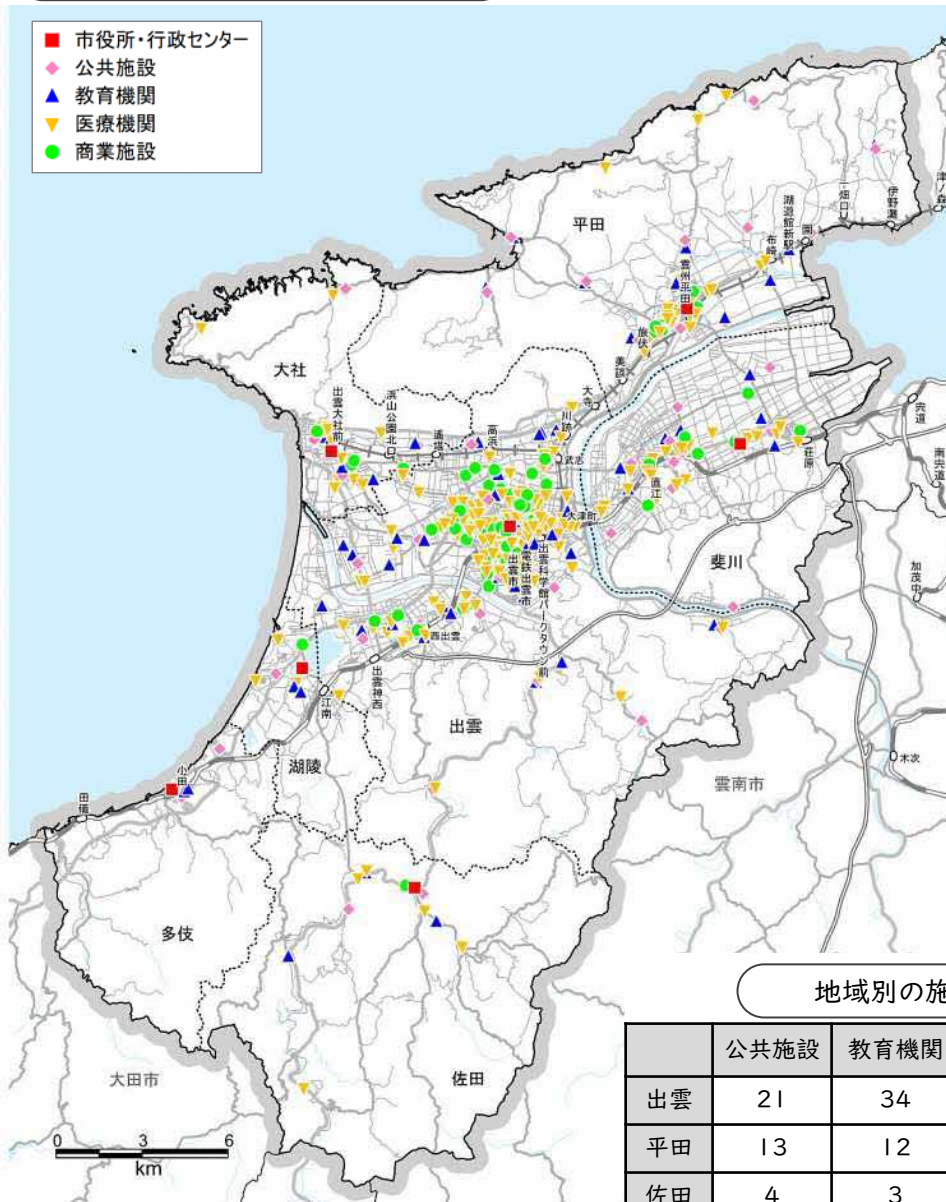 市役所・行政センター
公共施設
教育機関
医療機関
商業施設
平田
大社
出雲
斐川
湖陵
多伎
佐田
雲南市
大田市
津ノ森
伊野灘
一畑口
園
湖遊館新駅
布崎
雲州平田
旅伏
美談
大寺
川跡
武志
高浜
遙堪
浜山公園北口
出雲大社前
大津町
出雲科学館パークタウン前
電鉄出雲市
出雲市
西出雲
出雲神西
江南
小田
田儀
直江
荘原
宍道
南宍道
加茂中
木次
0 3 6
km
地域別の施
公共施設 教育機関
出雲 21 34
平田 13 12
佐田 4 3